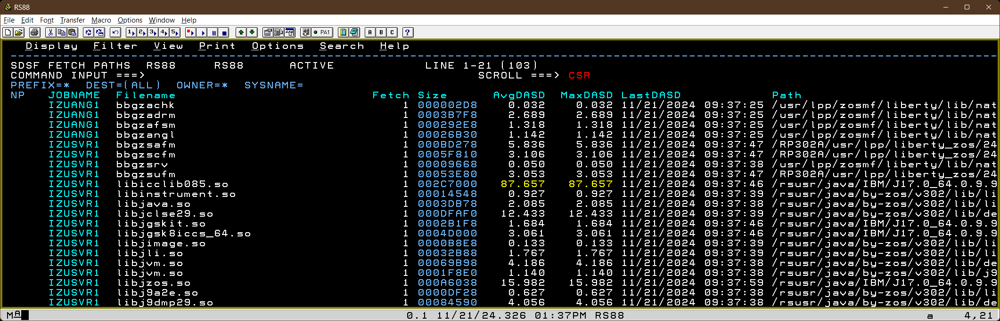 RS88
File Edit Font Transfer Macro Options Window Help
1 2 3 4 5 PA1 A B C ?
Display Filter View Print Options Search Help
SDSF FETCH PATHS RS88 RS88 ACTIVE LINE 1-21 (103)
COMMAND INPUT ===> SCROLL ===> CSR
PREFIX=* DEST=(ALL) OWNER=* SYSNAME=
NP JOBNAME Filename Fetch Size AvgDASD MaxDASD LastDASD Path
IZUANG1 bbgzachk 1 000002D8 0.032 0.032 11/21/2024 09:37:25 /usr/lpp/zosmf/liberty/lib/nat
IZUANG1 bbgzadrm 1 0003B7F8 2.689 2.689 11/21/2024 09:37:25 /usr/lpp/zosmf/liberty/lib/nat
IZUANG1 bbgzafsm 1 000292E8 1.318 1.318 11/21/2024 09:37:25 /usr/lpp/zosmf/liberty/lib/nat
IZUANG1 bbgzangl 1 00026B30 1.142 1.142 11/21/2024 09:37:25 /usr/lpp/zosmf/liberty/lib/nat
IZUSVR1 bbgzsafm 1 000BD278 5.836 5.836 11/21/2024 09:37:47 /RP302A/usr/lpp/liberty_zos/24
IZUSVR1 bbgzscfm 1 0005F810 3.106 3.106 11/21/2024 09:37:47 /RP302A/usr/lpp/liberty_zos/24
IZUSVR1 bbgzsrv 1 00009668 0.050 0.050 11/21/2024 09:37:38 /usr/lpp/zosmf/liberty/lib/nat
IZUSVR1 bbgzsufm 1 00053E80 3.053 3.053 11/21/2024 09:37:47 /RP302A/usr/lpp/liberty_zos/24
IZUSVR1 libicclib085.so 1 002C7000 87.657 87.657 11/21/2024 09:37:46 /rsusr/java/IBM/J17.0_64.0.9.9
IZUSVR1 libinstrument.so 1 00014548 0.927 0.927 11/21/2024 09:37:39 /rsusr/java/by-zos/v302/lib/li
IZUSVR1 libjava.so 1 0003DB78 2.085 2.085 11/21/2024 09:37:38 /rsusr/java/by-zos/v302/lib/li
IZUSVR1 libjclse29.so 1 000DFAF0 12.433 12.433 11/21/2024 09:37:39 /rsusr/java/by-zos/v302/lib/de
IZUSVR1 libjgskit.so 1 0002B1F8 1.684 1.684 11/21/2024 09:37:46 /rsusr/java/IBM/J17.0_64.0.9.9
IZUSVR1 libjgsk8iccs_64.so 1 0004D000 3.061 3.061 11/21/2024 09:37:46 /rsusr/java/IBM/J17.0_64.0.9.9
IZUSVR1 libjimage.so 1 0000B8E8 0.133 0.133 11/21/2024 09:37:39 /rsusr/java/by-zos/v302/lib/li
IZUSVR1 libjli.so 1 00032B88 1.767 1.767 11/21/2024 09:37:38 /rsusr/java/by-zos/v302/lib/li
IZUSVR1 libjvm.so 1 00069B98 4.186 4.186 11/21/2024 09:37:38 /rsusr/java/by-zos/v302/lib/de
IZUSVR1 libjvm.so 1 0001F8E0 1.140 1.140 11/21/2024 09:37:38 /rsusr/java/by-zos/v302/lib/j9
IZUSVR1 libjzos.so 1 000A6038 15.982 15.982 11/21/2024 09:37:59 /rsusr/java/IBM/J17.0_64.0.9.9
IZUSVR1 libj9a2e.so 1 0000DF28 0.627 0.627 11/21/2024 09:37:38 /rsusr/java/by-zos/v302/lib/li
IZUSVR1 libj9dmp29.so 1 00084590 4.056 4.056 11/21/2024 09:37:38 /rsusr/java/by-zos/v302/lib/de
MA 0.1 11/21/24.326 01:37PM RS88 a 4,21